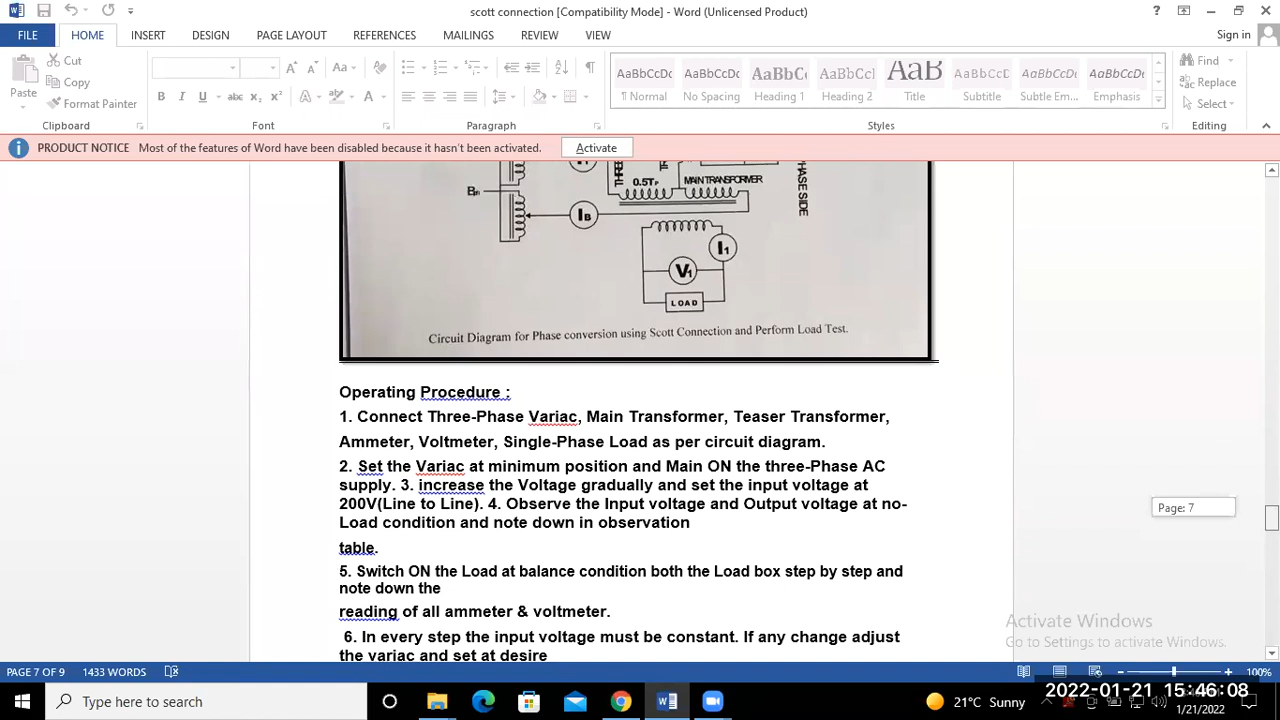 scott connection [Compatibility Mode] - Word (Unlicensed Product)
FILE HOME INSERT DESIGN PAGE LAYOUT REFERENCES MAILINGS REVIEW VIEW Sign in
Cut
Copy
Format Painter
Paste
Aa
B I U abc X₂ X² A A
AaBbCcDc AaBbCcDc AaBbC AaBbCcI AaB AaBbCcD AaBbCcDc AaBbCcDc
¶ Normal No Spacing Heading 1 Heading 2 Title Subtitle Subtle Em... Emphasis
Find
Replace
Select
Clipboard Font Paragraph Styles Editing
PRODUCT NOTICE Most of the features of Word have been disabled because it hasn't been activated. Activate
0.5Tp MAIN TRANSFORMER
HASE SIDE
IB
I1
V1
LOAD
Circuit Diagram for Phase conversion using Scott Connection and Perform Load Test.
Operating Procedure :
1. Connect Three-Phase Variac, Main Transformer, Teaser Transformer,
Ammeter, Voltmeter, Single-Phase Load as per circuit diagram.
2. Set the Variac at minimum position and Main ON the three-Phase AC
supply. 3. increase the Voltage gradually and set the input voltage at
200V(Line to Line). 4. Observe the Input voltage and Output voltage at no-
Load condition and note down in observation
table.
5. Switch ON the Load at balance condition both the Load box step by step and
note down the
reading of all ammeter & voltmeter.
6. In every step the input voltage must be constant. If any change adjust
the variac and set at desire
Page: 7
Activate Windows
Go to Settings to activate Windows.
PAGE 7 OF 9 1433 WORDS 100%
Type here to search
21°C Sunny
2022-01-21 15:46:08
1/21/2022